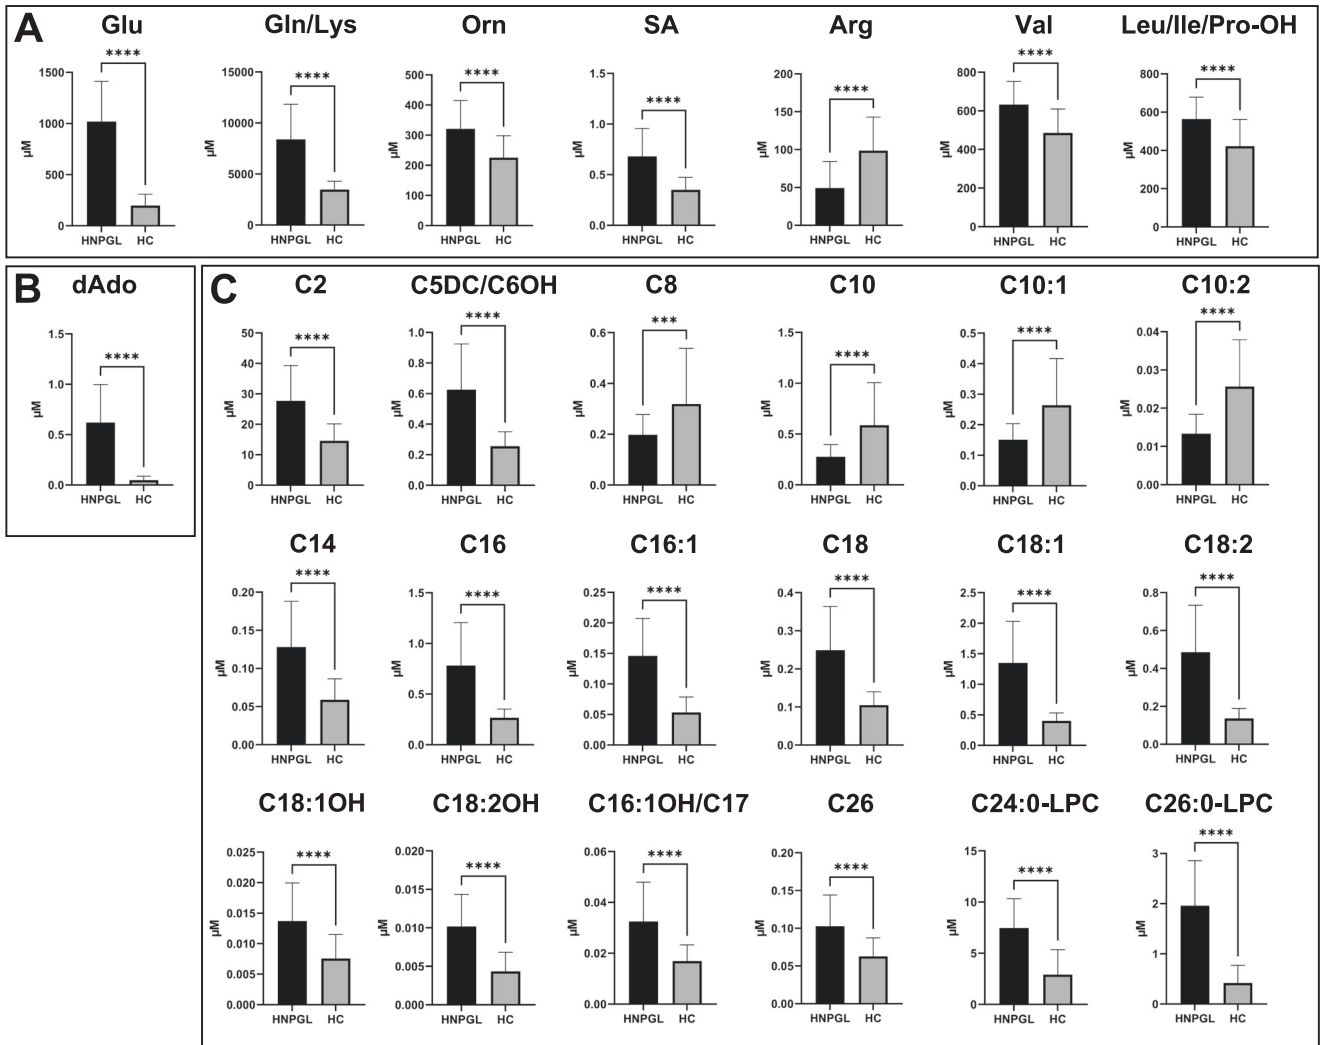 A
Glu Gln/Lys Orn SA Arg Val Leu/Ile/Pro-OH
**** **** **** **** **** **** ****
µM 1500 1000 500 0 HNPGL HC
µM 15000 10000 5000 0 HNPGL HC
µM 500 400 300 200 100 0 HNPGL HC
µM 1.5 1.0 0.5 0.0 HNPGL HC
µM 200 150 100 50 0 HNPGL HC
µM 800 600 400 200 0 HNPGL HC
µM 800 600 400 200 0 HNPGL HC
B
dAdo
****
µM 1.5 1.0 0.5 0.0 HNPGL HC
C
C2 C5DC/C6OH C8 C10 C10:1 C10:2
**** **** *** **** **** ****
µM 50 40 30 20 10 0 HNPGL HC
µM 1.0 0.8 0.6 0.4 0.2 0.0 HNPGL HC
µM 0.6 0.4 0.2 0.0 HNPGL HC
µM 1.5 1.0 0.5 0.0 HNPGL HC
µM 0.5 0.4 0.3 0.2 0.1 0.0 HNPGL HC
µM 0.04 0.03 0.02 0.01 0.00 HNPGL HC
C14 C16 C16:1 C18 C18:1 C18:2
**** **** **** **** **** ****
µM 0.20 0.15 0.10 0.05 0.00 HNPGL HC
µM 1.5 1.0 0.5 0.0 HNPGL HC
µM 0.25 0.20 0.15 0.10 0.05 0.00 HNPGL HC
µM 0.4 0.3 0.2 0.1 0.0 HNPGL HC
µM 2.5 2.0 1.5 1.0 0.5 0.0 HNPGL HC
µM 0.8 0.6 0.4 0.2 0.0 HNPGL HC
C18:1OH C18:2OH C16:1OH/C17 C26 C24:0-LPC C26:0-LPC
**** **** **** **** **** ****
µM 0.025 0.020 0.015 0.010 0.005 0.000 HNPGL HC
µM 0.020 0.015 0.010 0.005 0.000 HNPGL HC
µM 0.06 0.04 0.02 0.00 HNPGL HC
µM 0.20 0.15 0.10 0.05 0.00 HNPGL HC
µM 15 10 5 0 HNPGL HC
µM 3 2 1 0 HNPGL HC